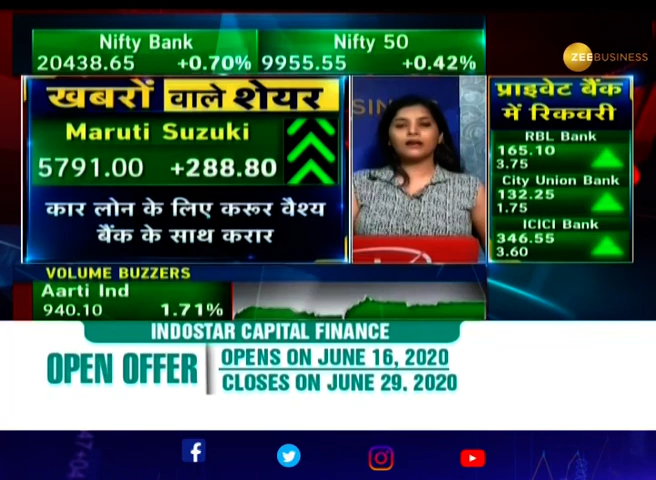 Nifty Bank
20438.65 +0.70%
Nifty 50
9955.55 +0.42%
ZEE BUSINESS
खबरों वाले शेयर
Maruti Suzuki
5791.00 +288.80
कार लोन के लिए करूर वैश्य
बैंक के साथ करार
प्राइवेट बैंक
में रिकवरी
RBL Bank
165.10
3.75
City Union Bank
132.25
1.75
ICICI Bank
346.55
3.60
VOLUME BUZZERS
Aarti Ind
940.10 1.71%
INDOSTAR CAPITAL FINANCE
OPEN OFFER
OPENS ON JUNE 16, 2020
CLOSES ON JUNE 29. 2020